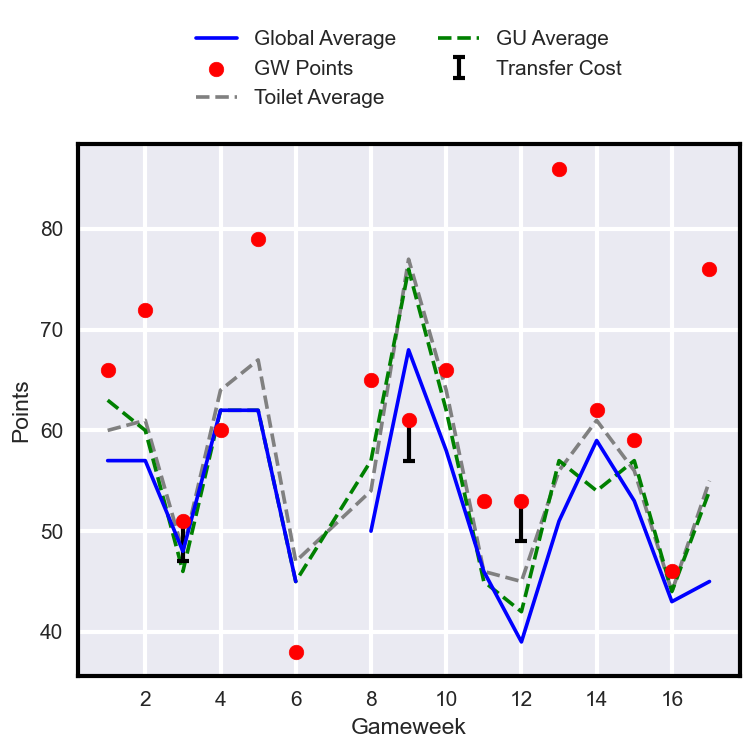 Global Average
GW Points
Toilet Average
GU Average
Transfer Cost
Points
80
70
60
50
40
2 4 6 8 10 12 14 16
Gameweek